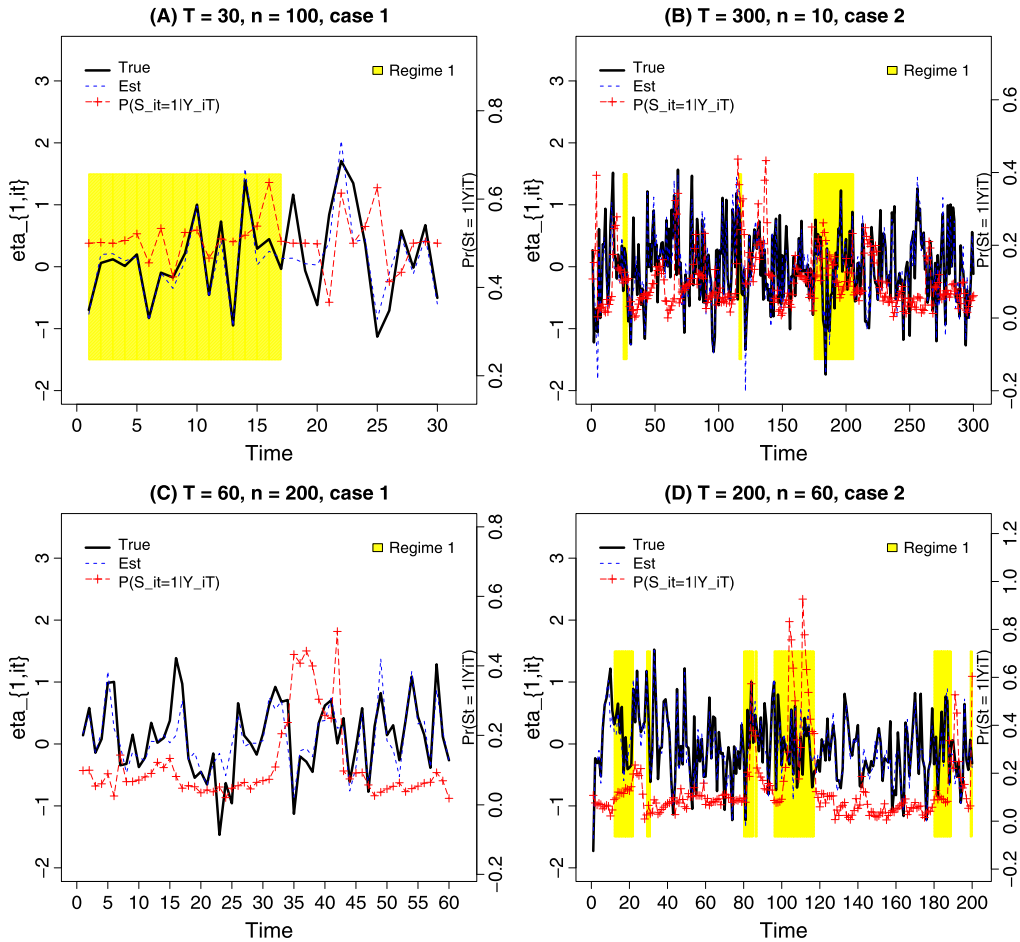 (A) T = 30, n = 100, case 1
True
Est
P(S_it=1|Y_iT)
Regime 1
eta_{1,it}
3
2
1
0
−1
−2
Pr(St = 1|YiT)
0.8
0.6
0.4
0.2
0 5 10 15 20 25 30
Time
(B) T = 300, n = 10, case 2
True
Est
P(S_it=1|Y_iT)
Regime 1
eta_{1,it}
3
2
1
0
−1
−2
Pr(St = 1|YiT)
0.6
0.4
0.2
0.0
−0.2
0 50 100 150 200 250 300
Time
(C) T = 60, n = 200, case 1
True
Est
P(S_it=1|Y_iT)
Regime 1
eta_{1,it}
3
2
1
0
−1
−2
Pr(St = 1|YiT)
0.8
0.6
0.4
0.2
0.0
−0.2
0 5 10 15 20 25 30 35 40 45 50 55 60
Time
(D) T = 200, n = 60, case 2
True
Est
P(S_it=1|Y_iT)
Regime 1
eta_{1,it}
3
2
1
0
−1
−2
Pr(St = 1|YiT)
1.2
1.0
0.8
0.6
0.4
0.2
0.0
−0.2
0 20 40 60 80 100 120 140 160 180 200
Time